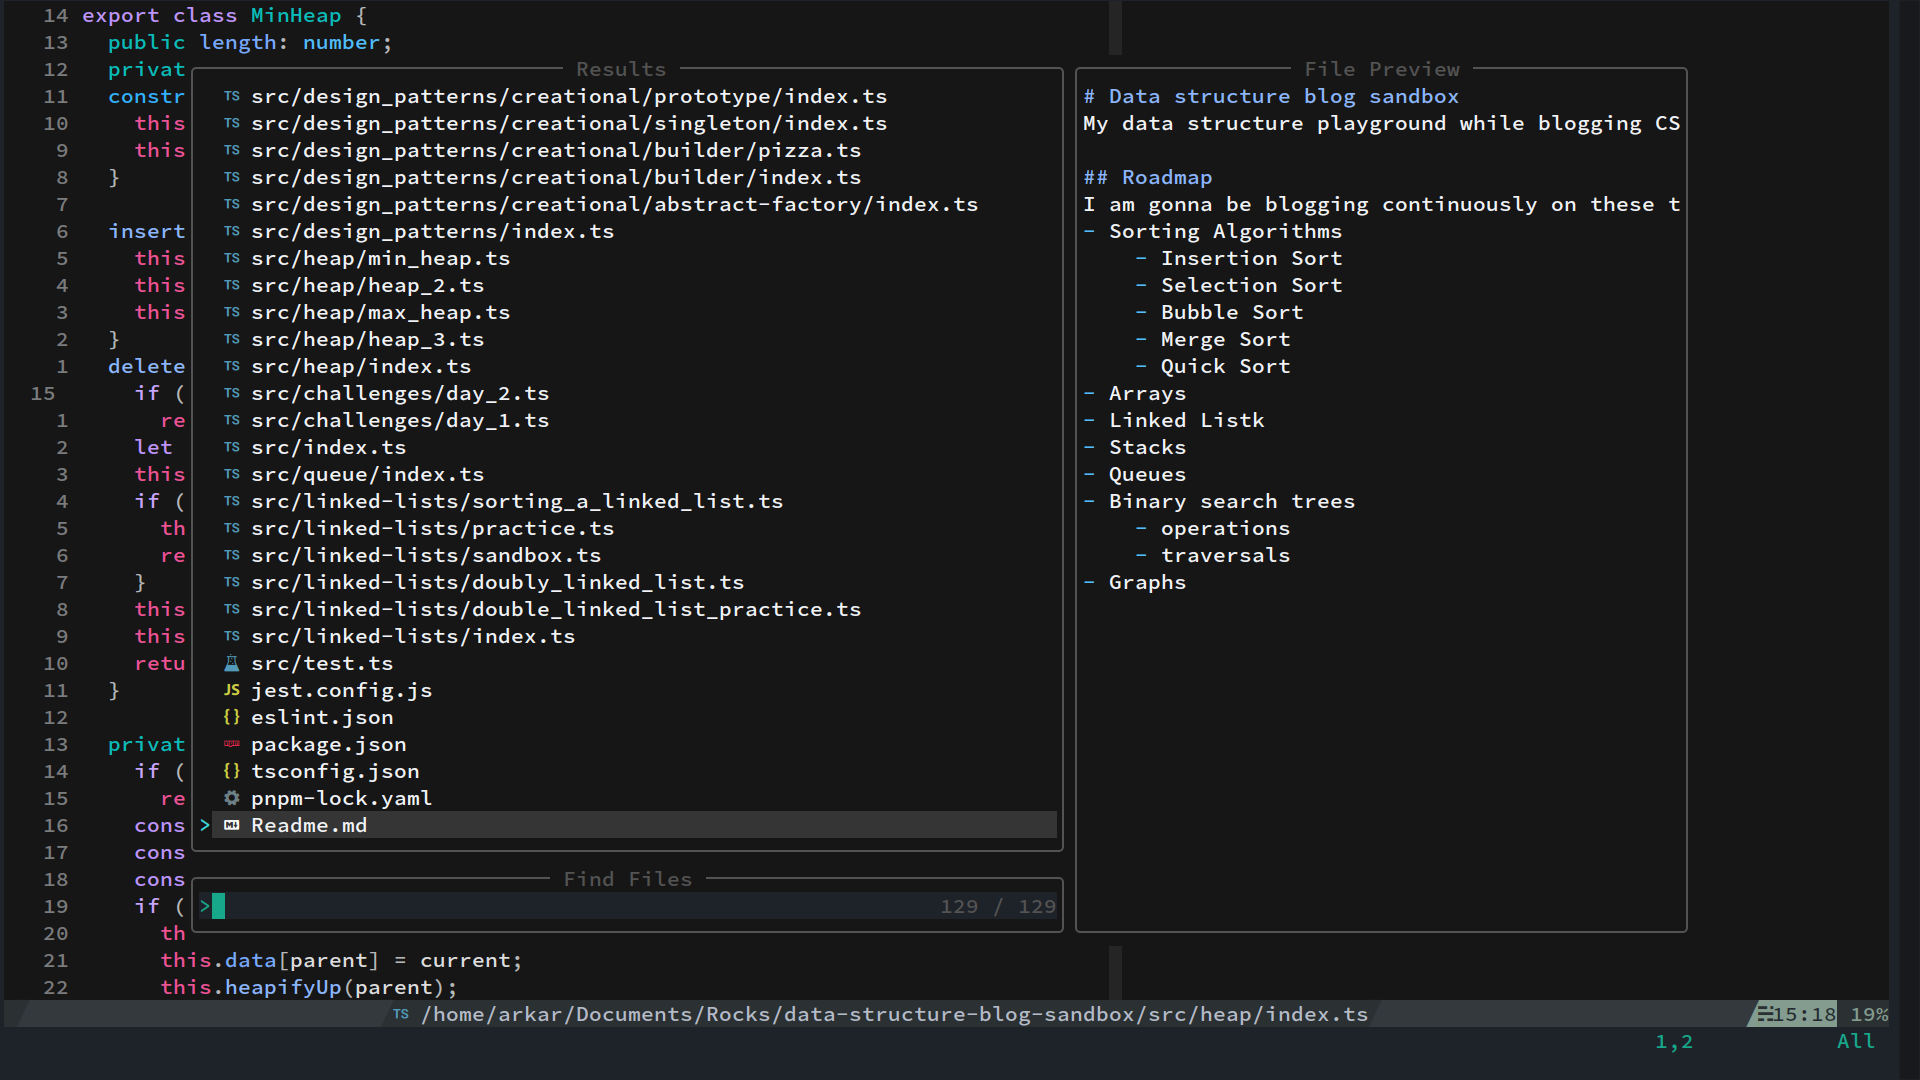 14 export class MinHeap {
13 public length: number;
12 privat
11 constr
10 this
9 this
8 }
7
6 insert
5 this
4 this
3 this
2 }
1 delete
15 if (
1 re
2 let
3 this
4 if (
5 th
6 re
7 }
8 this
9 this
10 retu
11 }
12
13 privat
14 if (
15 re
16 cons
17 cons
18 cons
19 if (
20 th
21 this.data[parent] = current;
22 this.heapifyUp(parent);
Results
TS src/design_patterns/creational/prototype/index.ts
TS src/design_patterns/creational/singleton/index.ts
TS src/design_patterns/creational/builder/pizza.ts
TS src/design_patterns/creational/builder/index.ts
TS src/design_patterns/creational/abstract-factory/index.ts
TS src/design_patterns/index.ts
TS src/heap/min_heap.ts
TS src/heap/heap_2.ts
TS src/heap/max_heap.ts
TS src/heap/heap_3.ts
TS src/heap/index.ts
TS src/challenges/day_2.ts
TS src/challenges/day_1.ts
TS src/index.ts
TS src/queue/index.ts
TS src/linked-lists/sorting_a_linked_list.ts
TS src/linked-lists/practice.ts
TS src/linked-lists/sandbox.ts
TS src/linked-lists/doubly_linked_list.ts
TS src/linked-lists/double_linked_list_practice.ts
TS src/linked-lists/index.ts
src/test.ts
JS jest.config.js
{} eslint.json
package.json
{} tsconfig.json
pnpm-lock.yaml
> Readme.md
Find Files
> 129 / 129
File Preview
# Data structure blog sandbox
My data structure playground while blogging CS

## Roadmap
I am gonna be blogging continuously on these t
- Sorting Algorithms
- Insertion Sort
- Selection Sort
- Bubble Sort
- Merge Sort
- Quick Sort
- Arrays
- Linked Listk
- Stacks
- Queues
- Binary search trees
- operations
- traversals
- Graphs
TS /home/arkar/Documents/Rocks/data-structure-blog-sandbox/src/heap/index.ts
15:18 19%
1,2 All